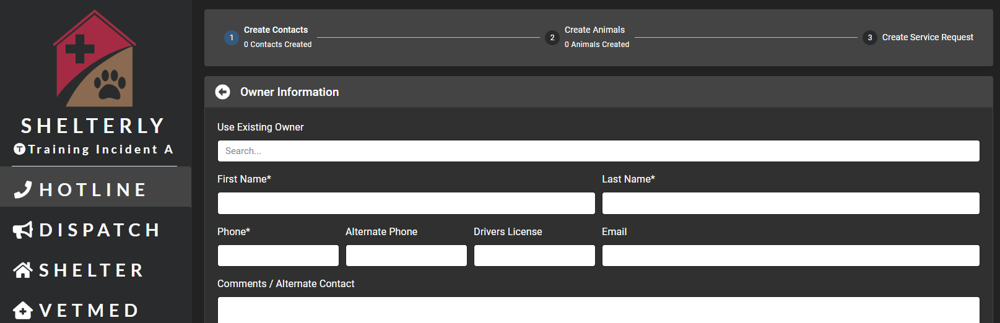 SHELTERLY
T Training Incident A
HOTLINE
DISPATCH
SHELTER
VETMED
1 Create Contacts
0 Contacts Created
2 Create Animals
0 Animals Created
3 Create Service Request
Owner Information
Use Existing Owner
Search...
First Name* Last Name*
Phone* Alternate Phone Drivers License Email
Comments / Alternate Contact